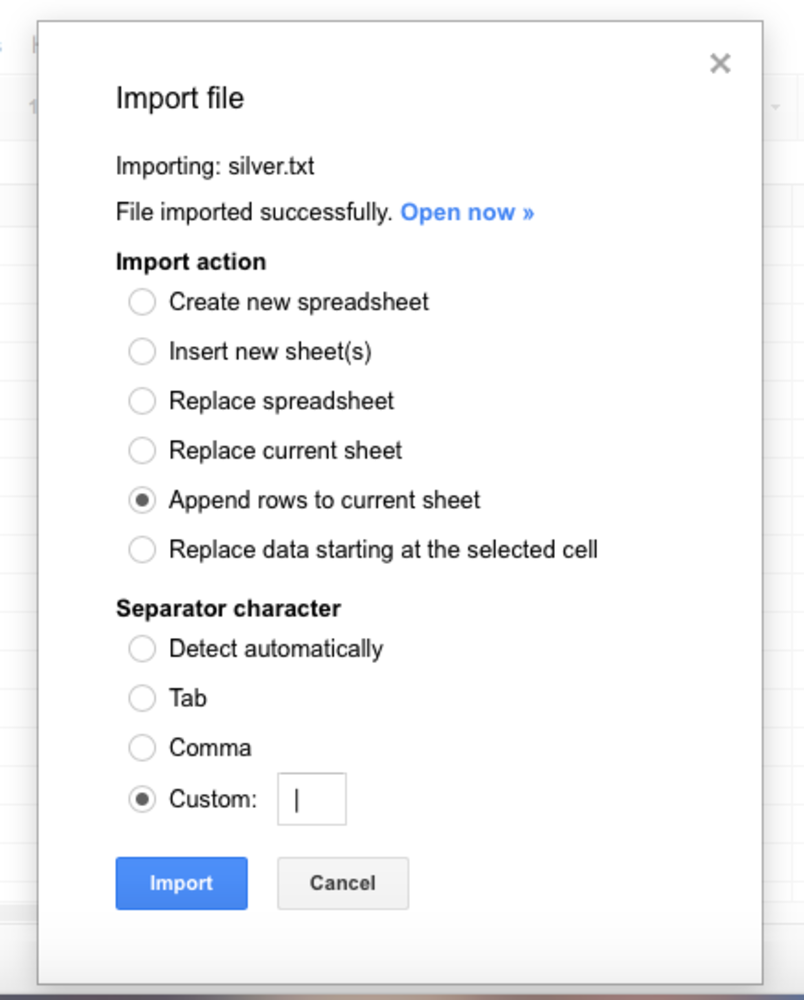 Import file
Importing: silver.txt
File imported successfully. Open now »
Import action
Create new spreadsheet
Insert new sheet(s)
Replace spreadsheet
Replace current sheet
Append rows to current sheet
Replace data starting at the selected cell
Separator character
Detect automatically
Tab
Comma
Custom: |
Import Cancel